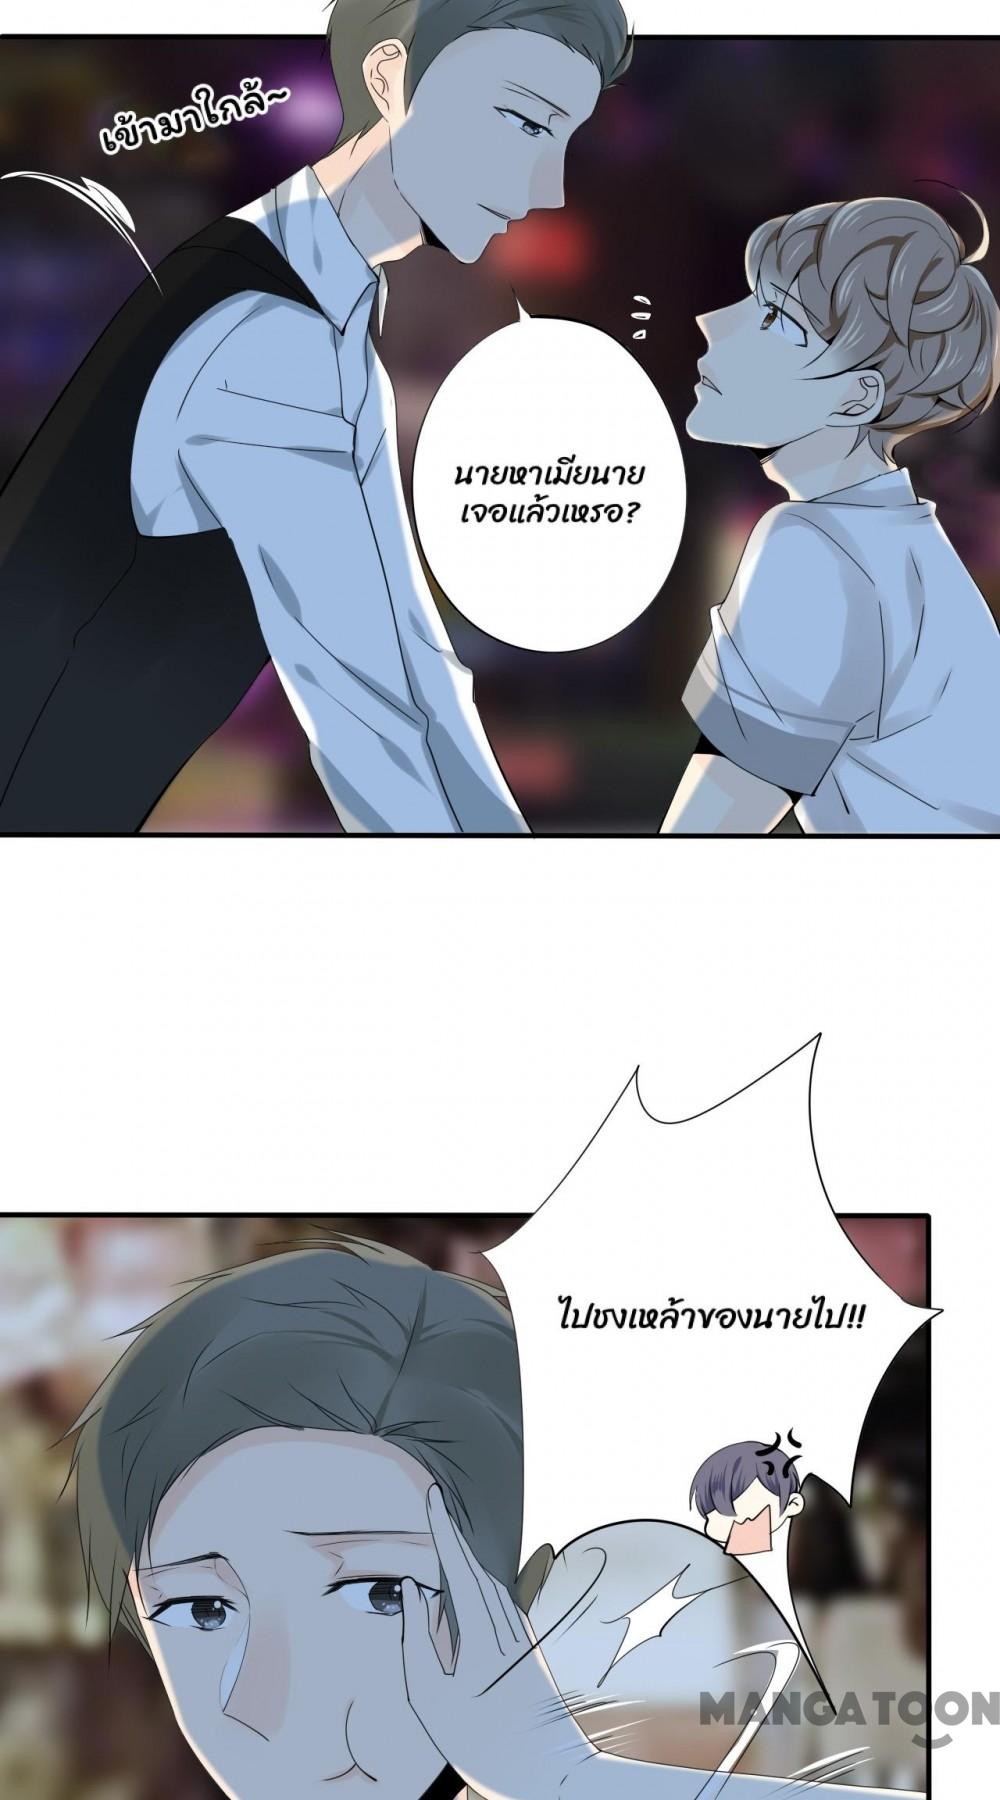 เข้ามาใกล้~
นายหาเมียนาย
เจอแล้วเหรอ?
ไปชงเหล้าของนายไป!!
MANGATOON